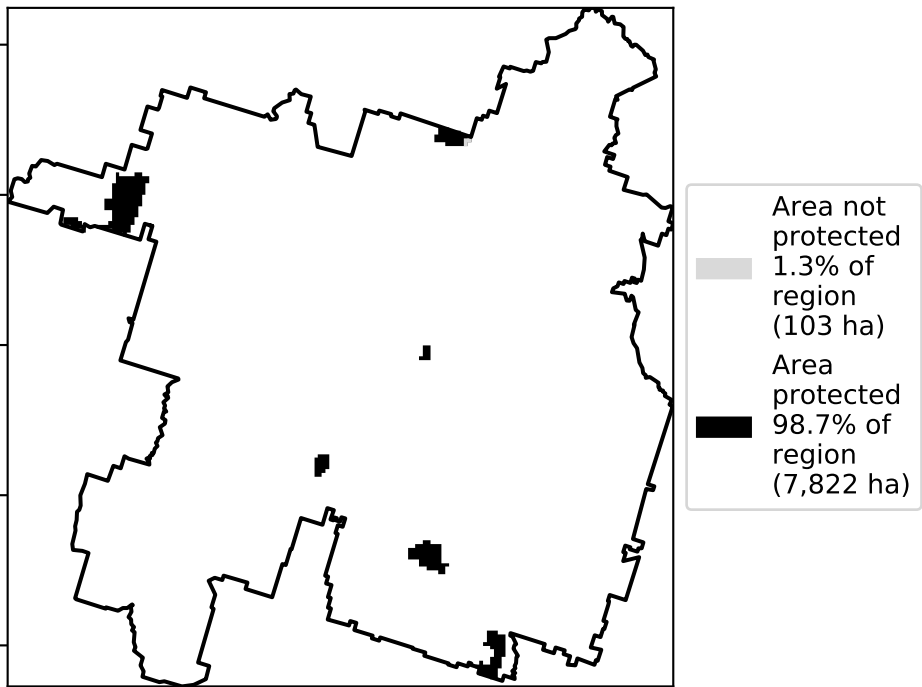 Area not
protected
1.3% of
region
(103 ha)
Area
protected
98.7% of
region
(7,822 ha)